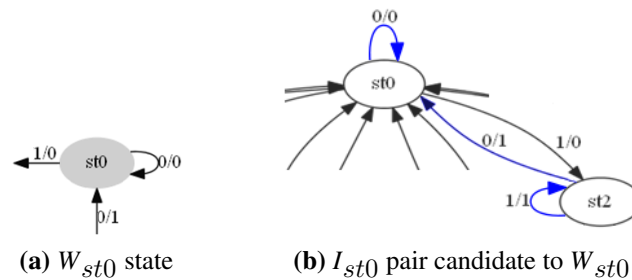 0/0
st0
0/1
1/0
1/1
st2
1/0
st0
0/0
0/1
(a) W_st0 state
(b) I_st0 pair candidate to W_st0